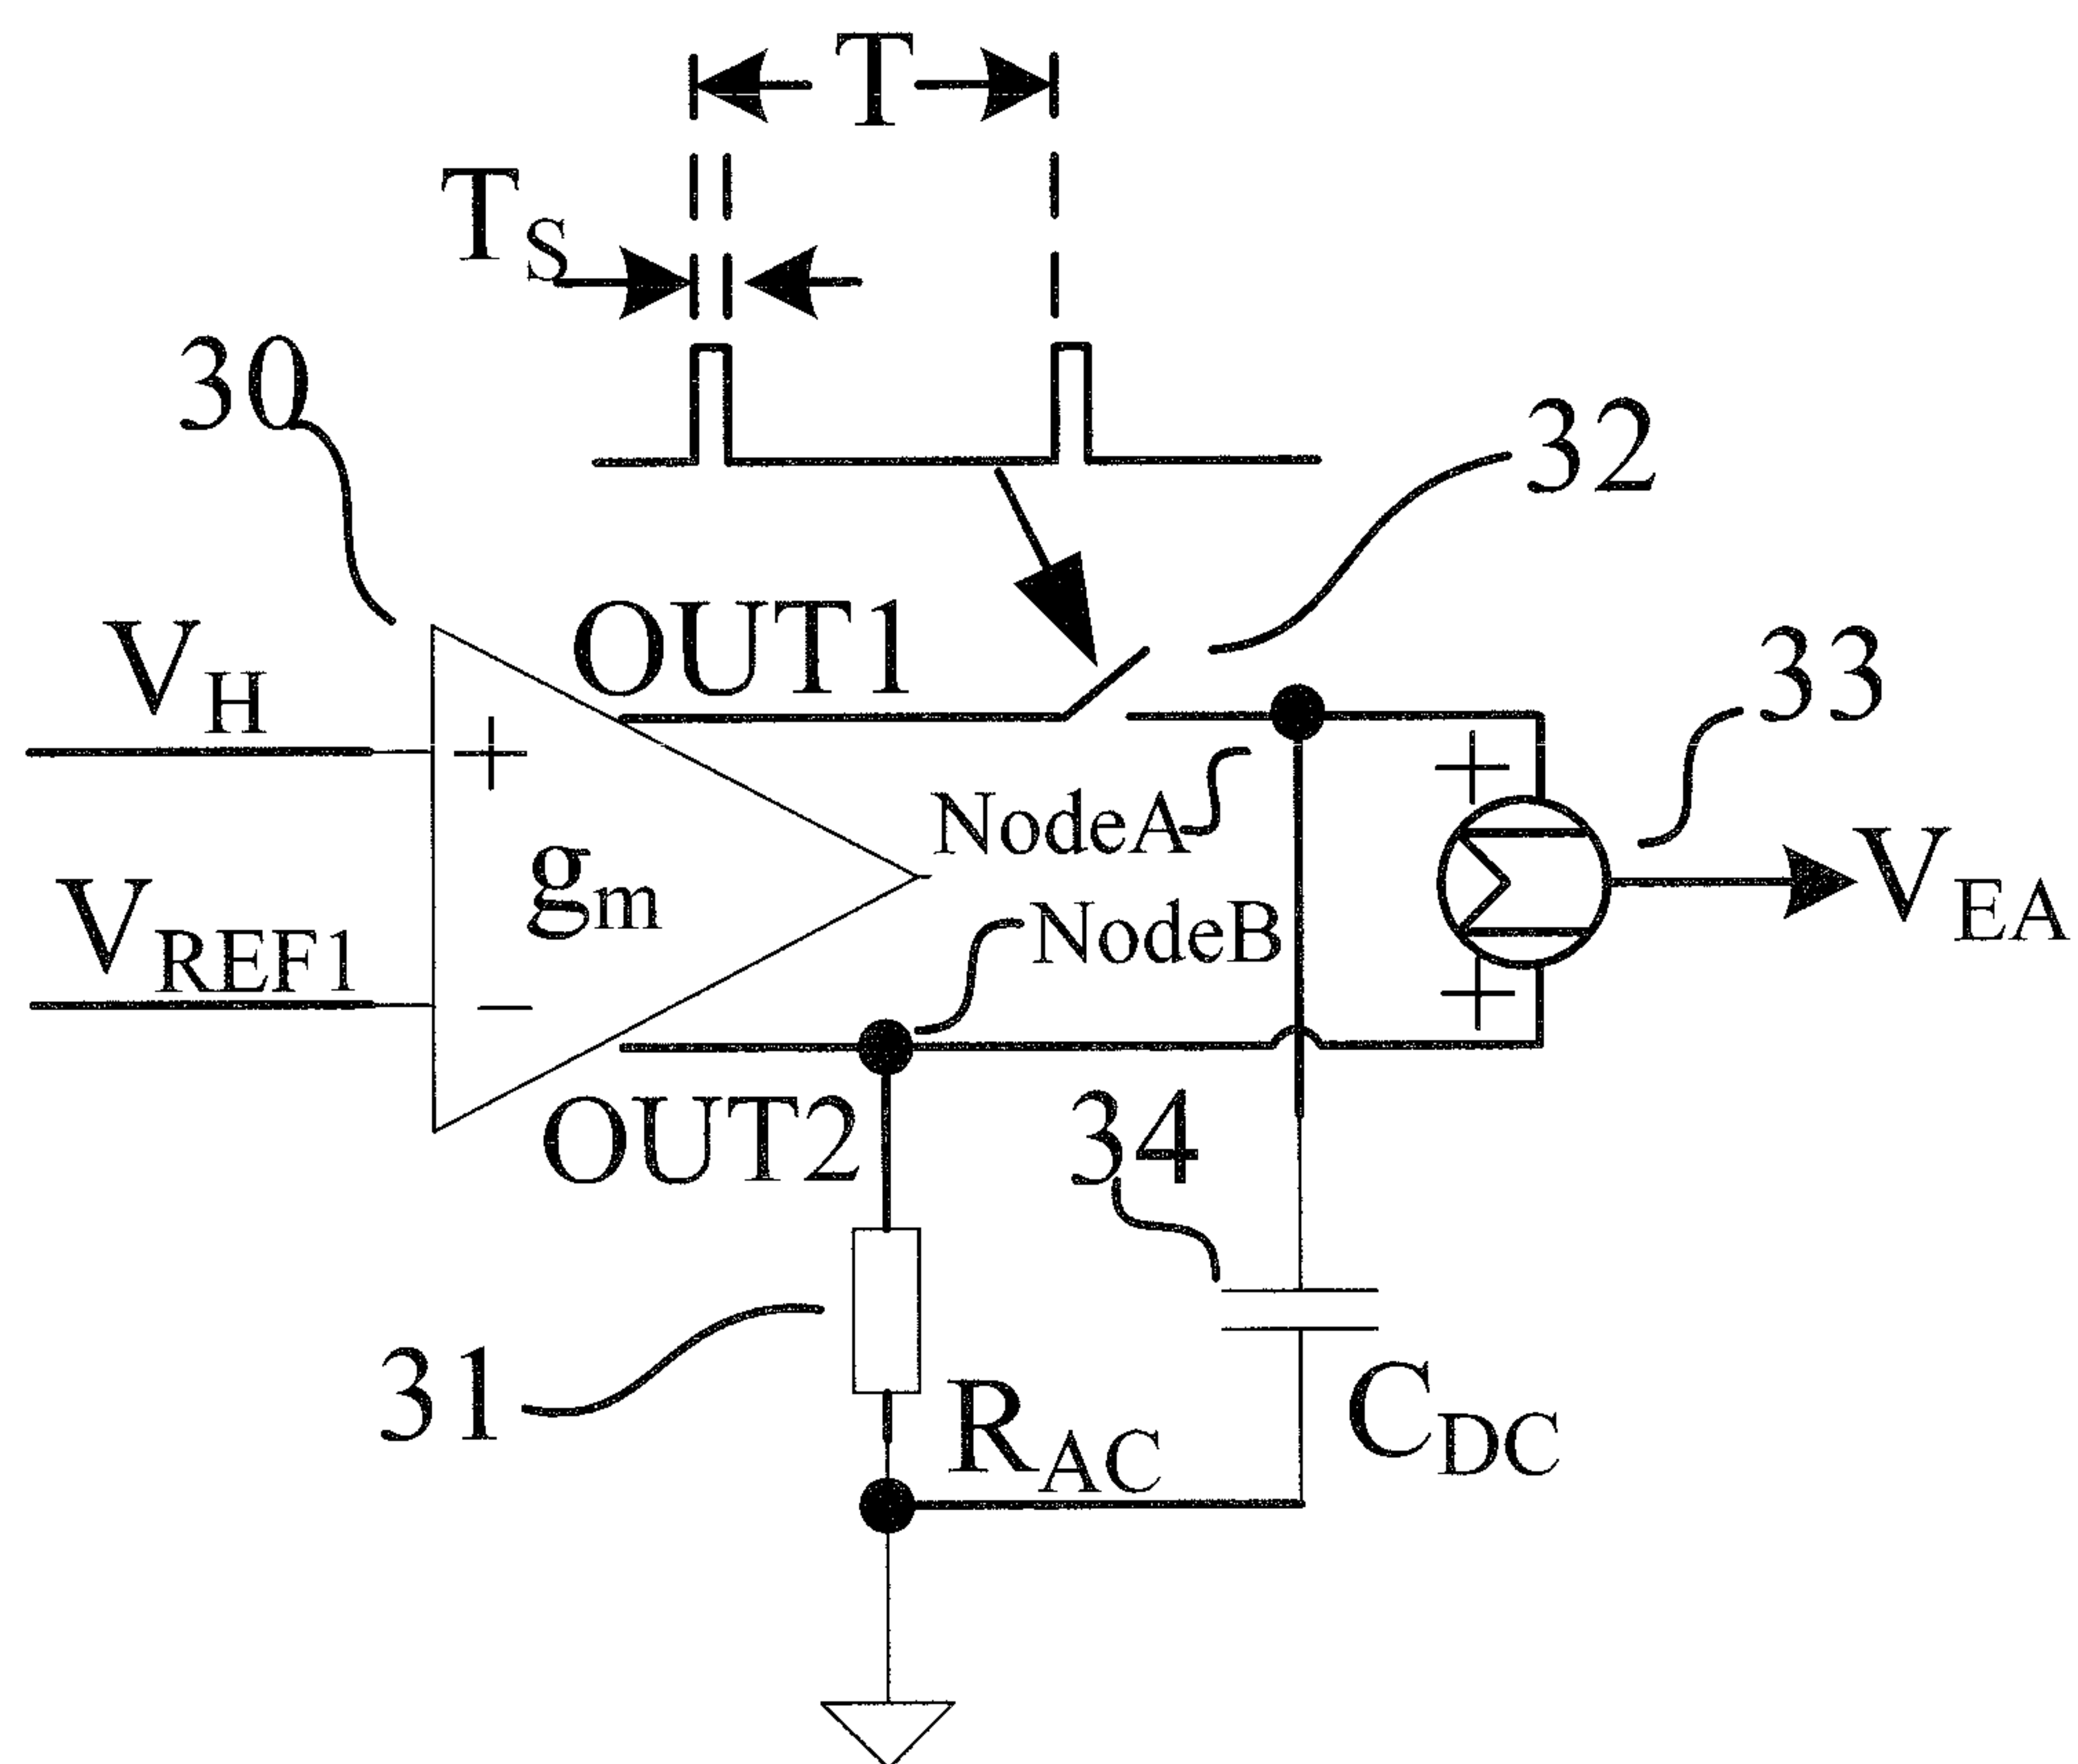 T
TS
30
32
OUT1
VH
33
+
+
NodeA
gm
VEA
NodeB
VREF1
−
+
OUT2
34
31
RAC
CDC